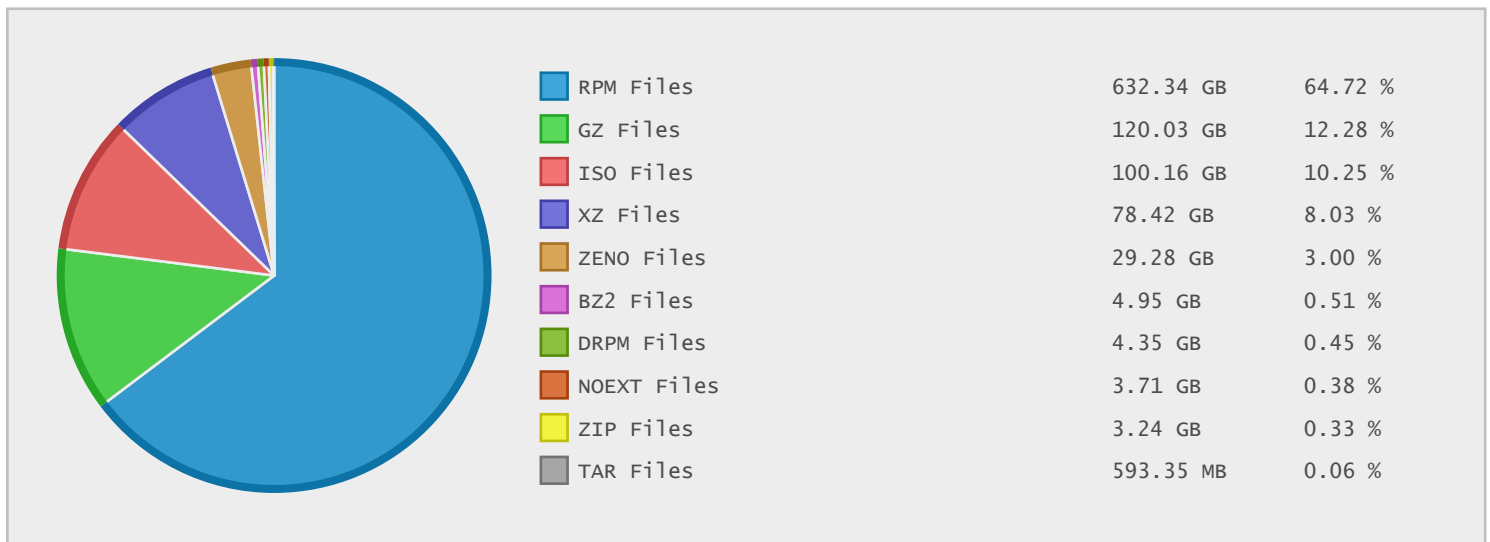 RPM Files 632.34 GB 64.72 %
GZ Files 120.03 GB 12.28 %
ISO Files 100.16 GB 10.25 %
XZ Files 78.42 GB 8.03 %
ZENO Files 29.28 GB 3.00 %
BZ2 Files 4.95 GB 0.51 %
DRPM Files 4.35 GB 0.45 %
NOEXT Files 3.71 GB 0.38 %
ZIP Files 3.24 GB 0.33 %
TAR Files 593.35 MB 0.06 %